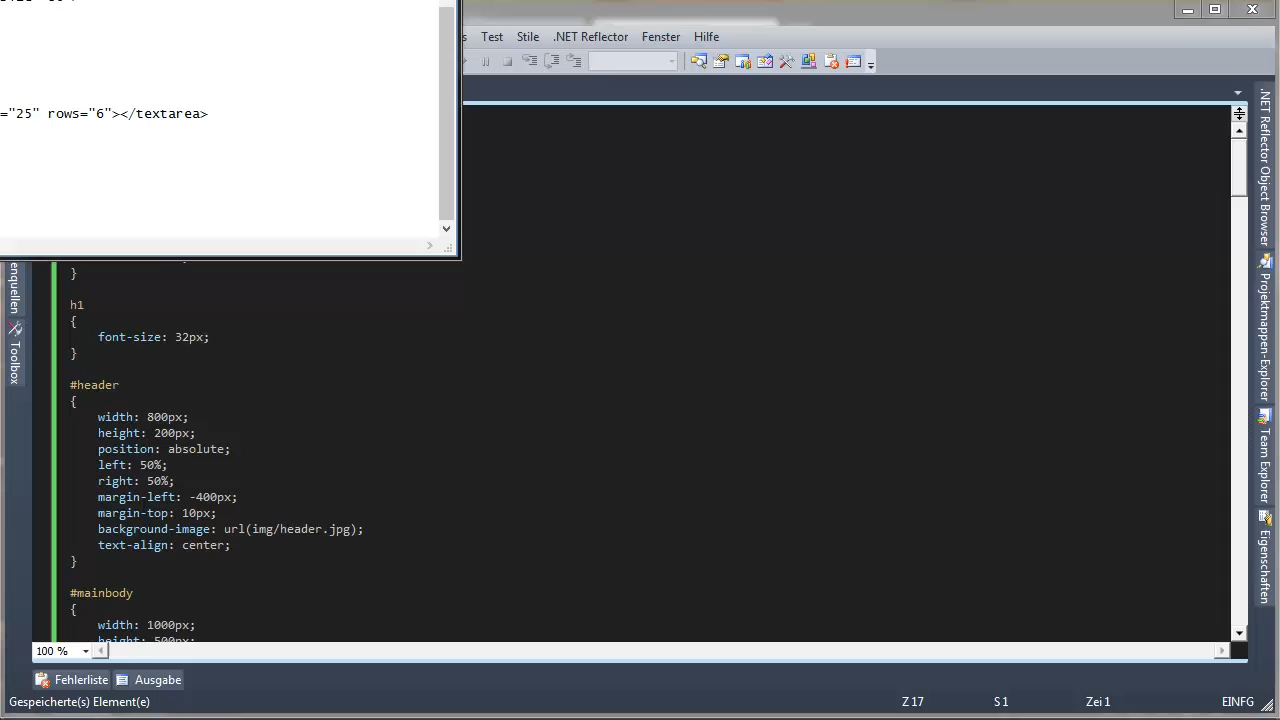 ="25" rows="6"></textarea>
s Test Stile .NET Reflector Fenster Hilfe
}
h1
{
font-size: 32px;
}
#header
{
width: 800px;
height: 200px;
position: absolute;
left: 50%;
right: 50%;
margin-left: -400px;
margin-top: 10px;
background-image: url(img/header.jpg);
text-align: center;
}
#mainbody
{
width: 1000px;
height: 500px;
100 %
enquellen
Toolbox
.NET Reflector Object Browser
Projektmappen-Explorer
Team Explorer
Eigenschaften
Fehlerliste Ausgabe
Gespeicherte(s) Element(e) Z 17 S 1 Zei 1 EINFG